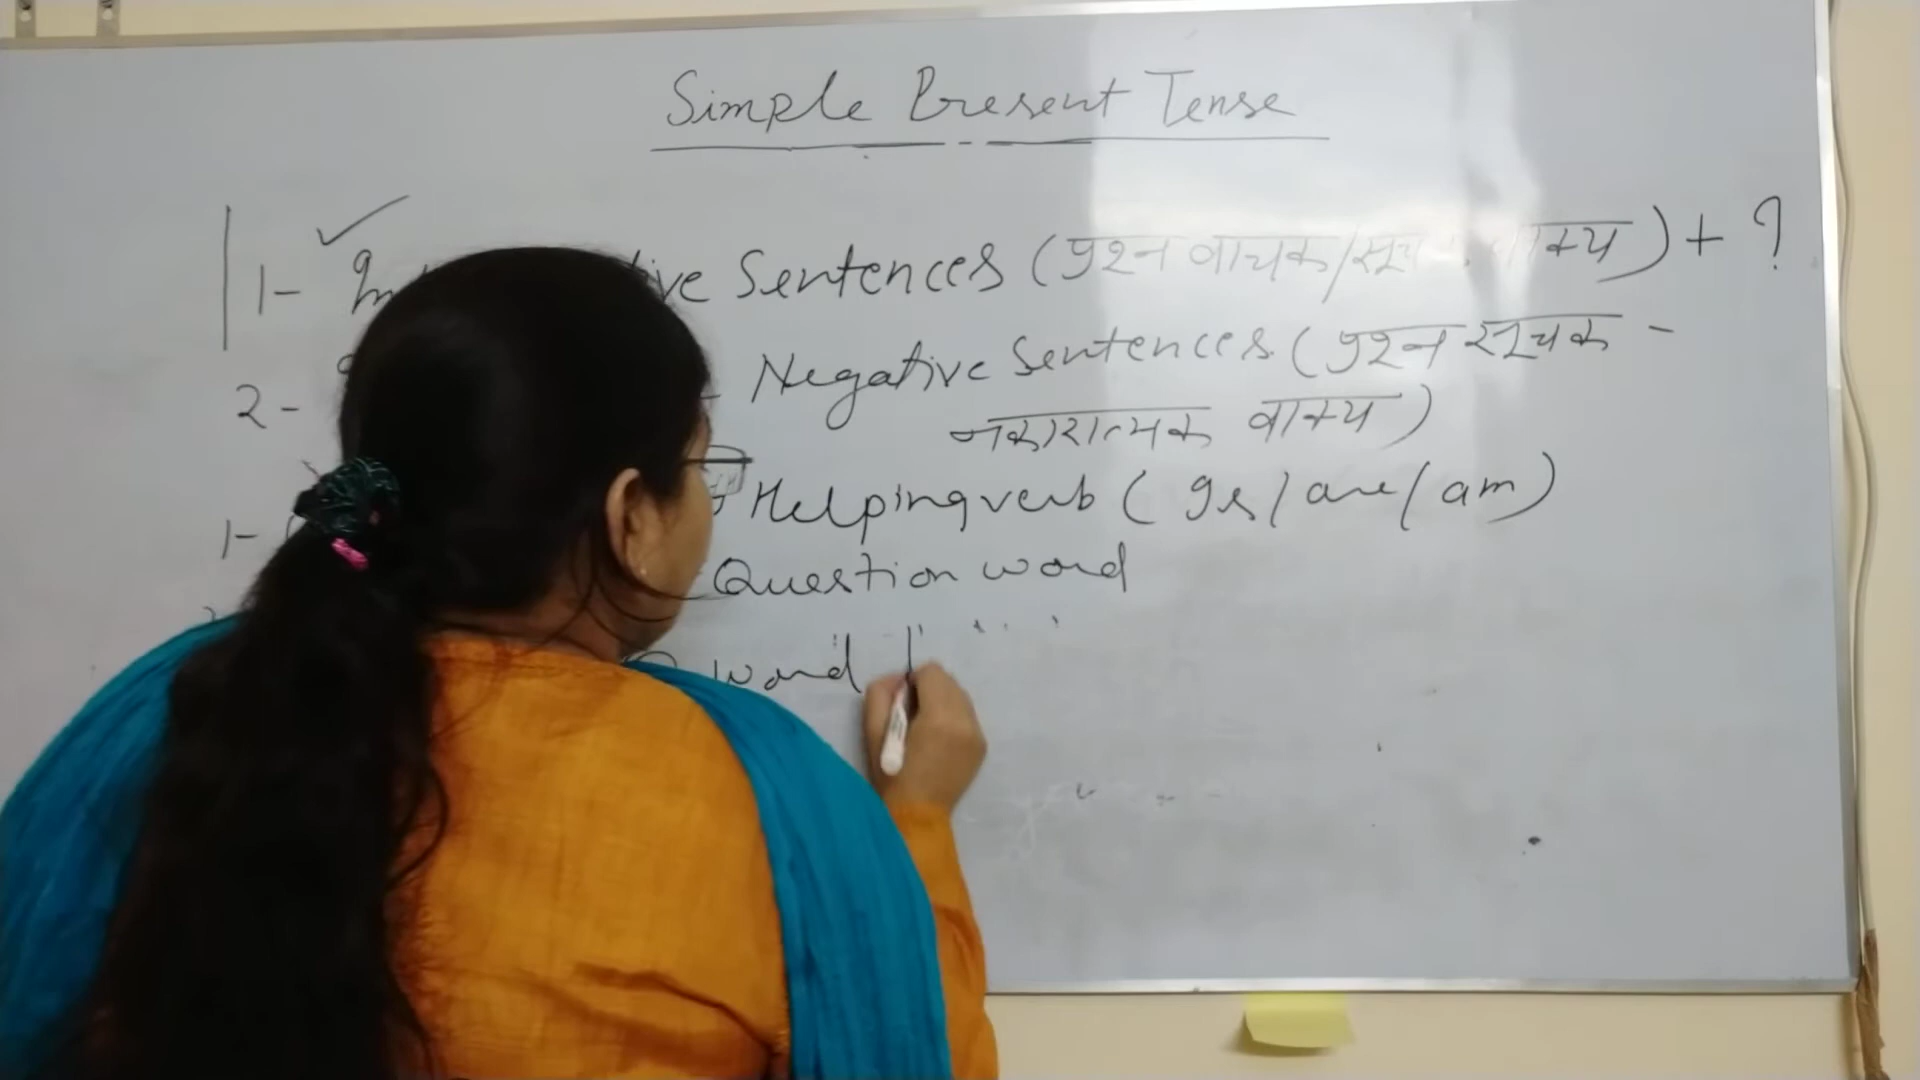 Simple Present Tense
1- Sentences (प्रश्न वाचक/ वाक्य) + ?
2- Negative Sentences (प्रश्न सूचक -
नकारात्मक वाक्य)
1- Helping verb ( Is / are / am )
Question word
word